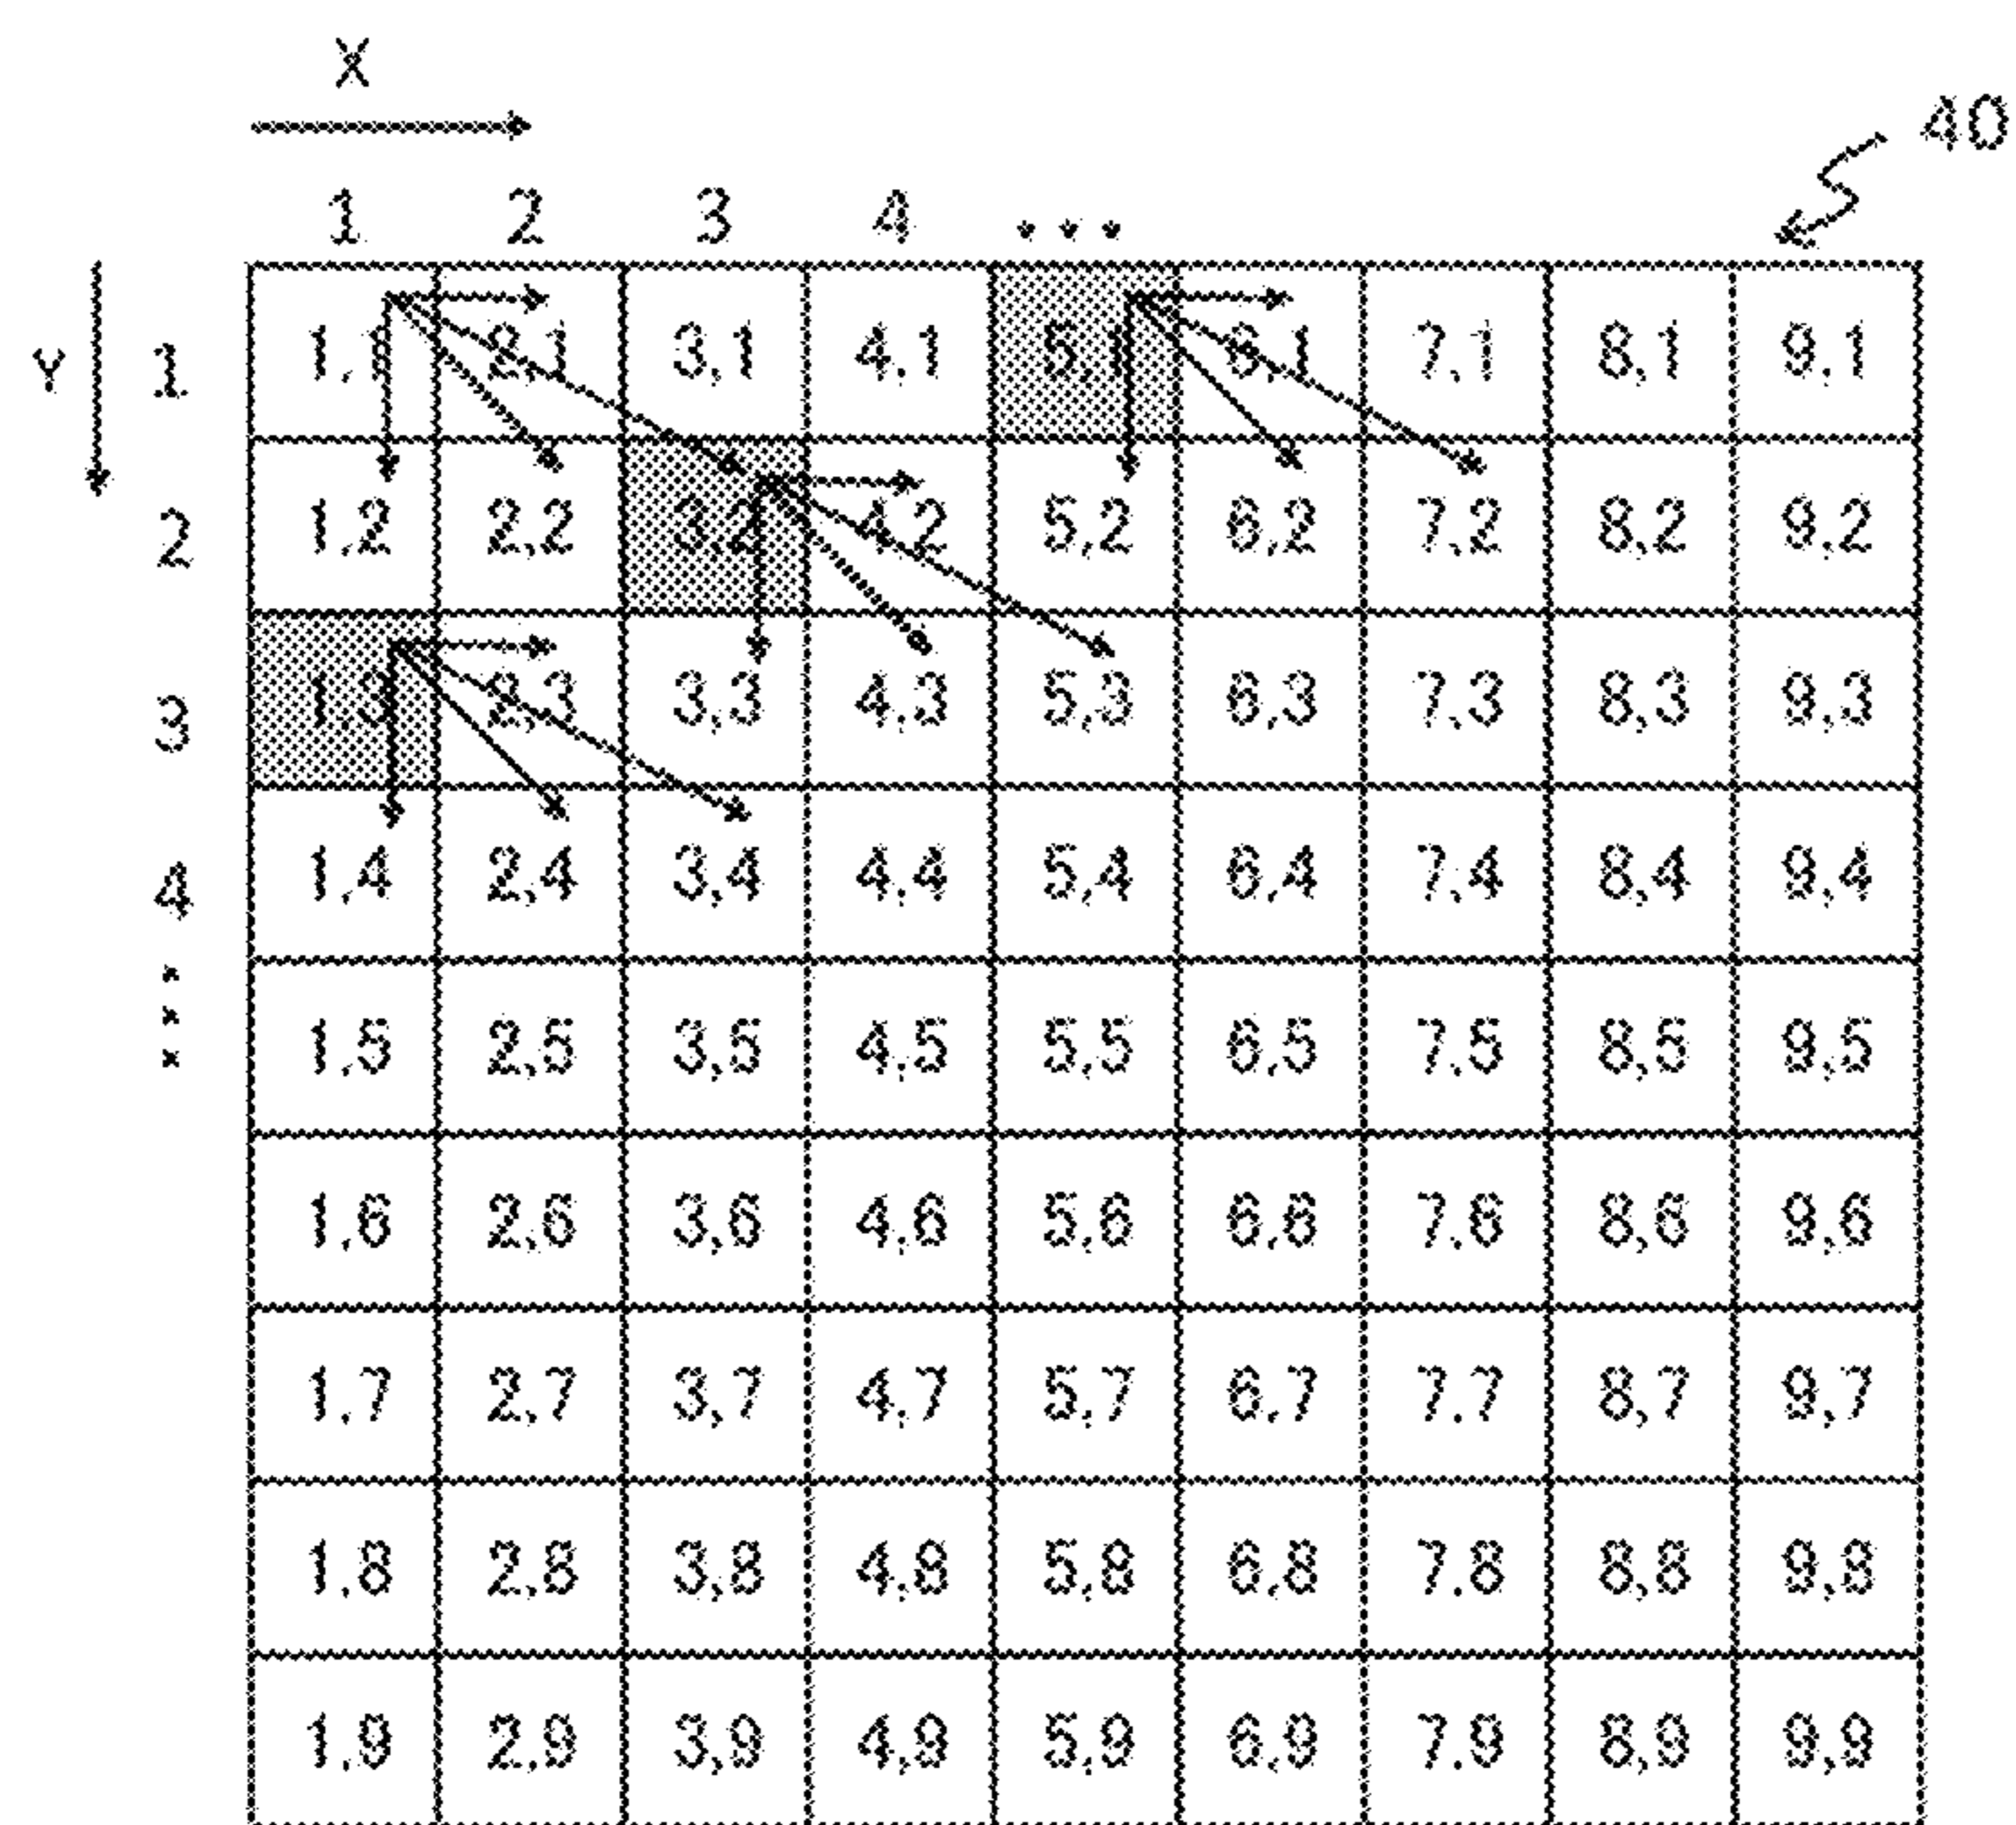 X
40
1 2 3 4 ...
Y
1 1,1 2,1 3,1 4,1 5,1 6,1 7,1 8,1 9,1
2 1,2 2,2 3,2 4,2 5,2 6,2 7,2 8,2 9,2
3 1,3 2,3 3,3 4,3 5,3 6,3 7,3 8,3 9,3
4 1,4 2,4 3,4 4,4 5,4 6,4 7,4 8,4 9,4
1,5 2,5 3,5 4,5 5,5 6,5 7,5 8,5 9,5
1,6 2,6 3,6 4,6 5,6 6,6 7,6 8,6 9,6
1,7 2,7 3,7 4,7 5,7 6,7 7,7 8,7 9,7
1,8 2,8 3,8 4,8 5,8 6,8 7,8 8,8 9,8
1,9 2,9 3,9 4,9 5,9 6,9 7,9 8,9 9,9